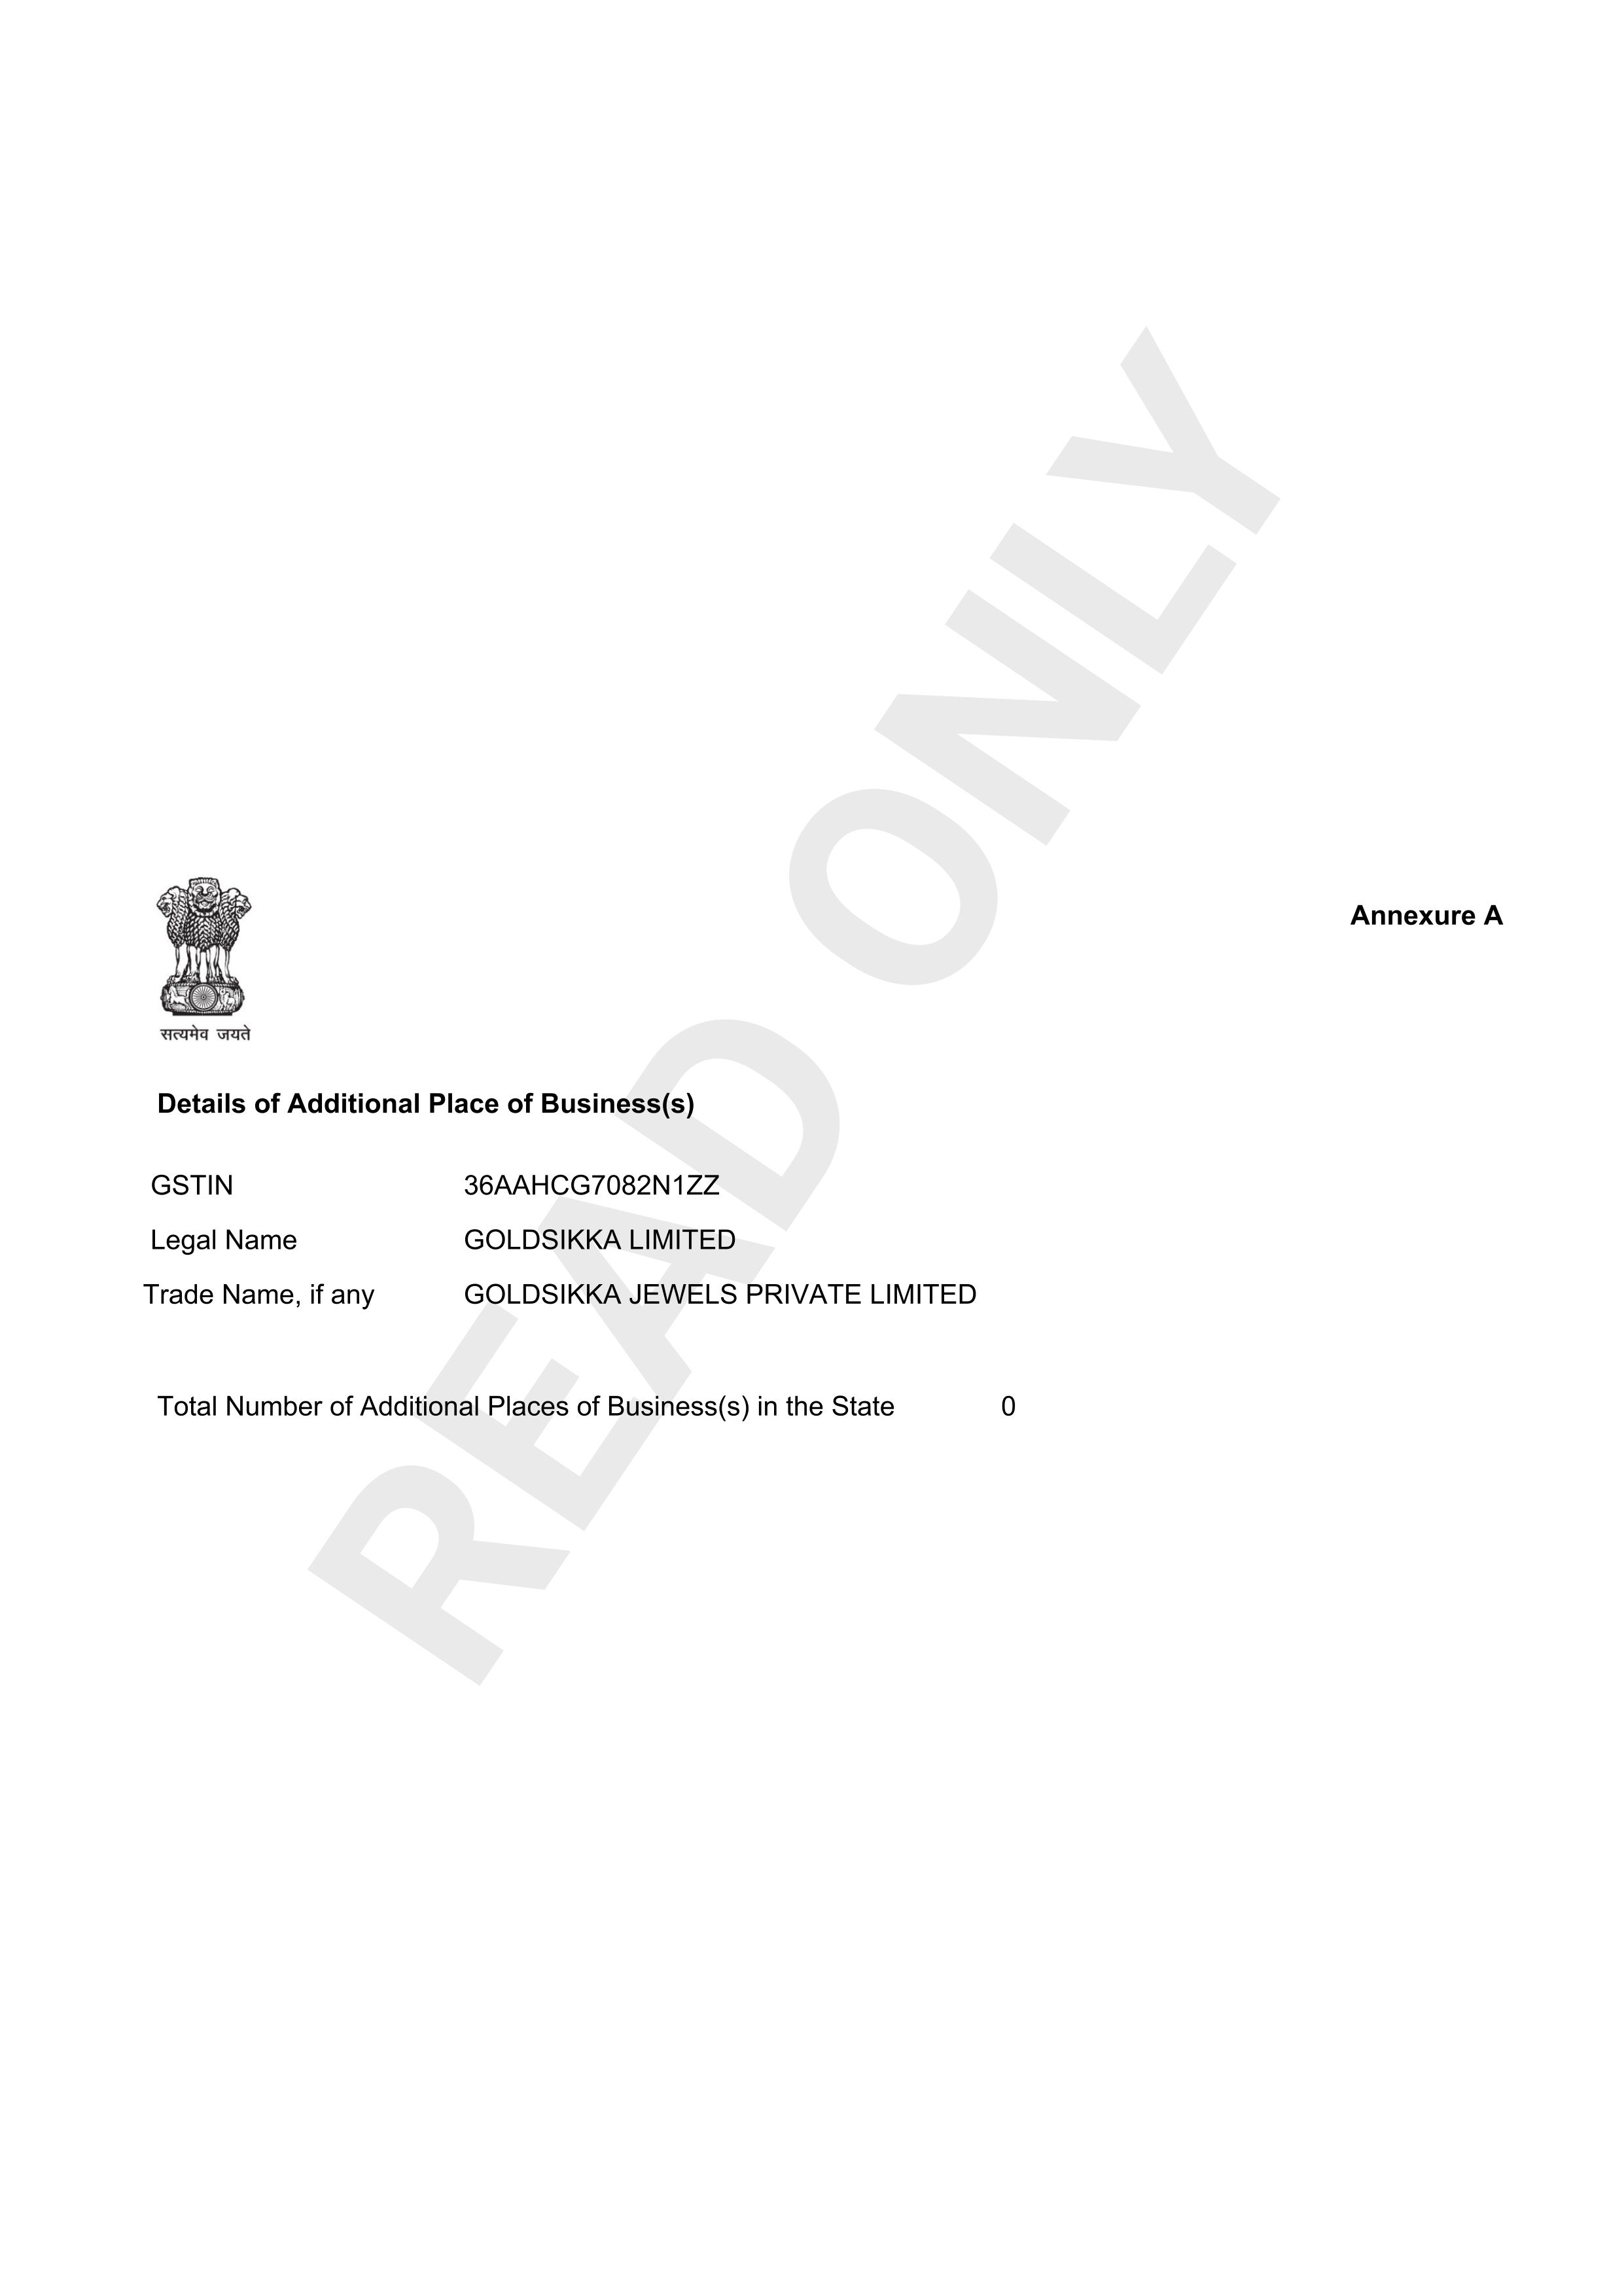 Annexure A
सत्यमेव जयते
Details of Additional Place of Business(s)
GSTIN 36AAHCG7082N1ZZ
Legal Name GOLDSIKKA LIMITED
Trade Name, if any GOLDSIKKA JEWELS PRIVATE LIMITED
Total Number of Additional Places of Business(s) in the State 0
READ ONLY